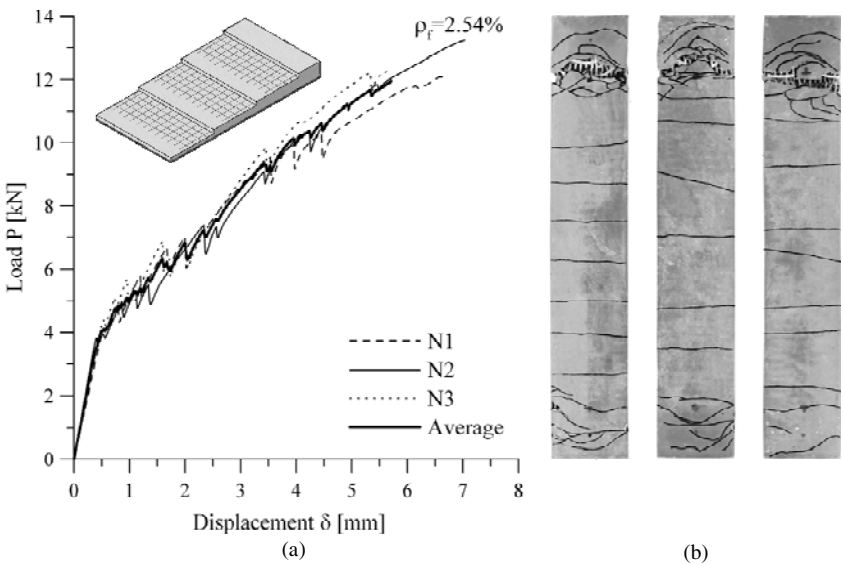 14
12
10
8
6
4
2
0
Load P [kN]
ρf=2.54%
N1
N2
N3
Average
0 1 2 3 4 5 6 7 8
Displacement δ [mm]
(a)
(b)